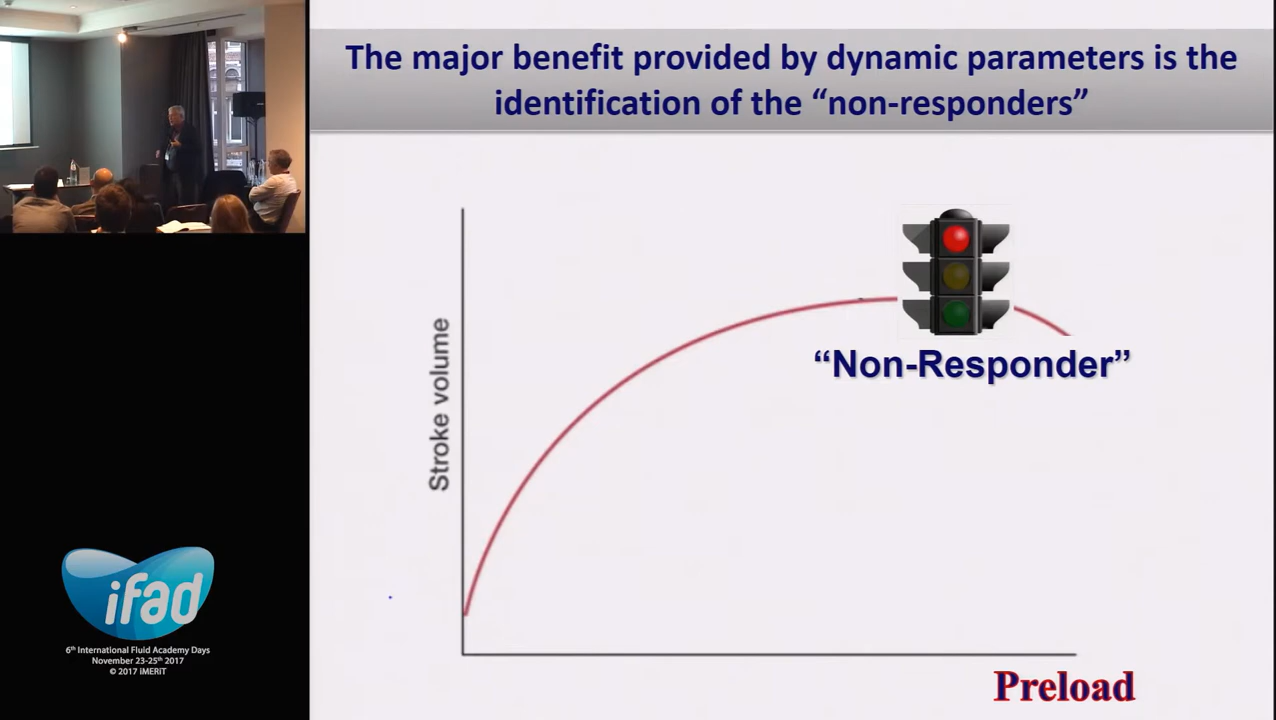 The major benefit provided by dynamic parameters is the
identification of the “non-responders”
Stroke volume
“Non-Responder”
Preload
ifad
6th International Fluid Academy Days
November 23-25th 2017
© 2017 iMERiT